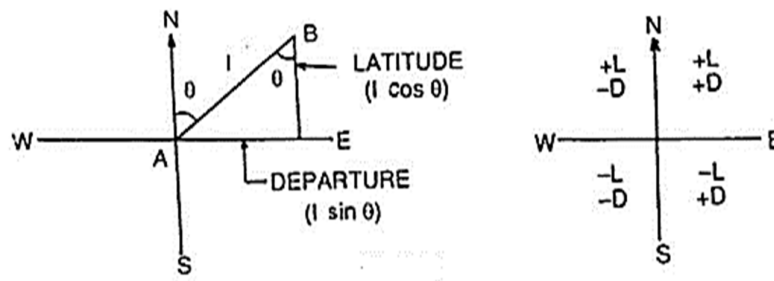 N
B
θ
l
θ
LATITUDE
(l cos θ)
W
A
E
DEPARTURE
(l sin θ)
S
N
+L
-D
+L
+D
W
E
-L
-D
-L
+D
S